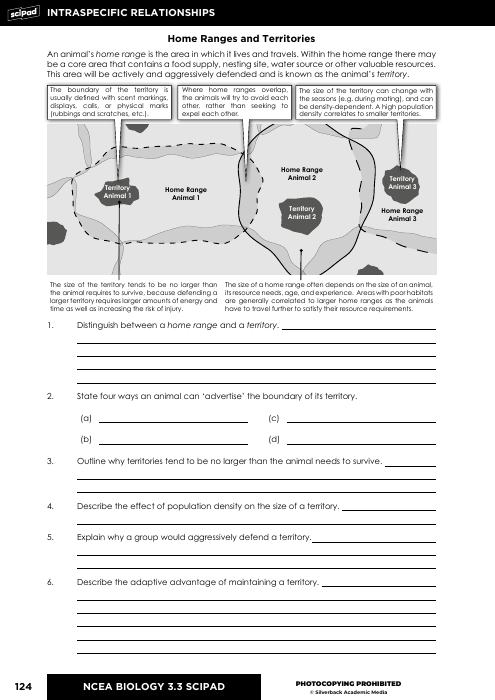 scipad INTRASPECIFIC RELATIONSHIPS
Home Ranges and Territories
An animal's home range is the area in which it lives and travels. Within the home range there may
be a core area that contains a food supply, nesting site, water source or other valuable resources.
This area will be actively and aggressively defended and is known as the animal's territory.
The boundary of the territory is
usually defined with scent markings,
displays, calls, or physical marks
(rubbings and scratches, etc.).
Where home ranges overlap,
the animals will try to avoid each
other, rather than seeking to
expel each other.
The size of the territory can change with
the seasons (e.g. during mating), and can
be density-dependent. A high population
density correlates to smaller territories.
Territory
Animal 1
Home Range
Animal 1
Home Range
Animal 2
Territory
Animal 2
Territory
Animal 3
Home Range
Animal 3
The size of the territory tends to be no larger than
the animal requires to survive, because defending a
larger territory requires larger amounts of energy and
time as well as increasing the risk of injury.
The size of a home range often depends on the size of an animal,
its resource needs, age, and experience. Areas with poor habitats
are generally correlated to larger home ranges as the animals
have to travel further to satisfy their resource requirements.
1. Distinguish between a home range and a territory.
2. State four ways an animal can 'advertise' the boundary of its territory.
(a) (c)
(b) (d)
3. Outline why territories tend to be no larger than the animal needs to survive.
4. Describe the effect of population density on the size of a territory.
5. Explain why a group would aggressively defend a territory.
6. Describe the adaptive advantage of maintaining a territory.
124 NCEA BIOLOGY 3.3 SCIPAD PHOTOCOPYING PROHIBITED
© Silverback Academic Media